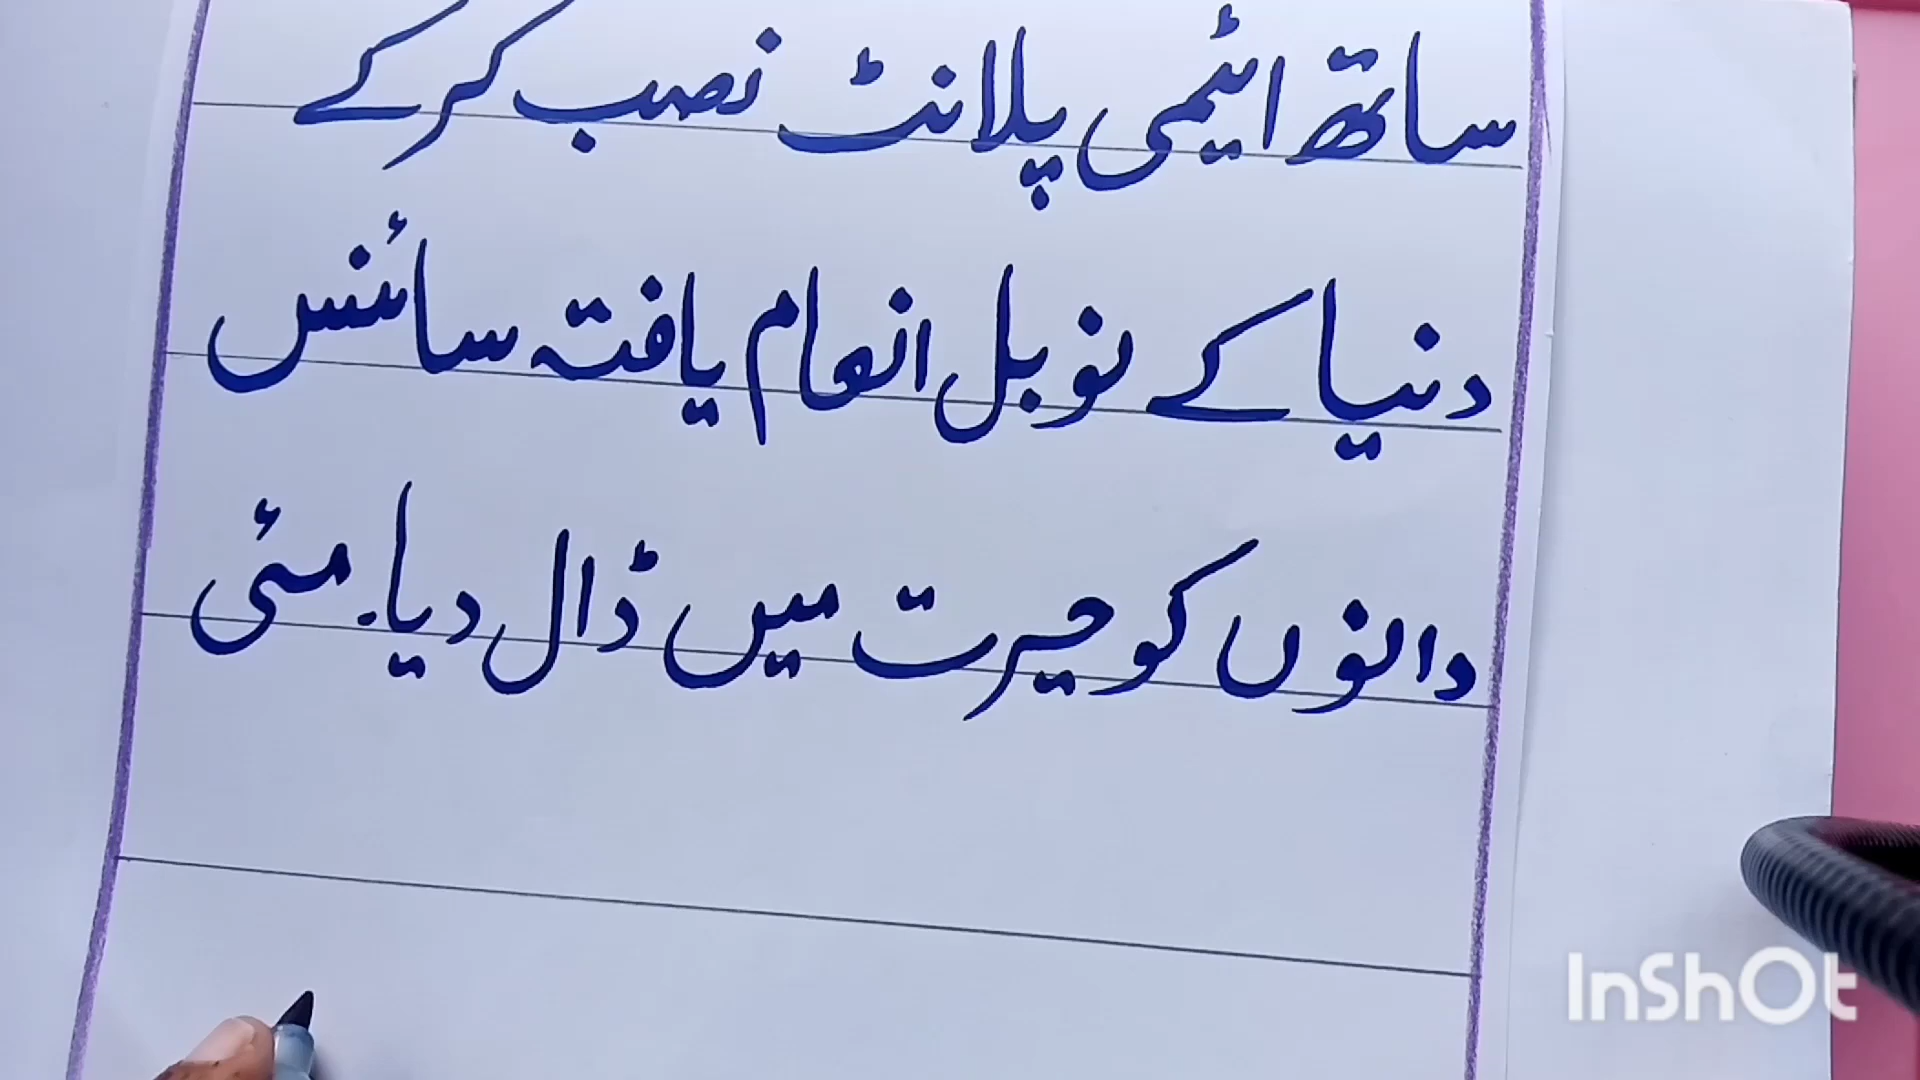 ساتھ ایٹمی پلانٹ نصب کر کے
دنیا کے نوبل انعام یافتہ سائنس
دانوں کو حیرت میں ڈال دیا۔ مئی
InShOt